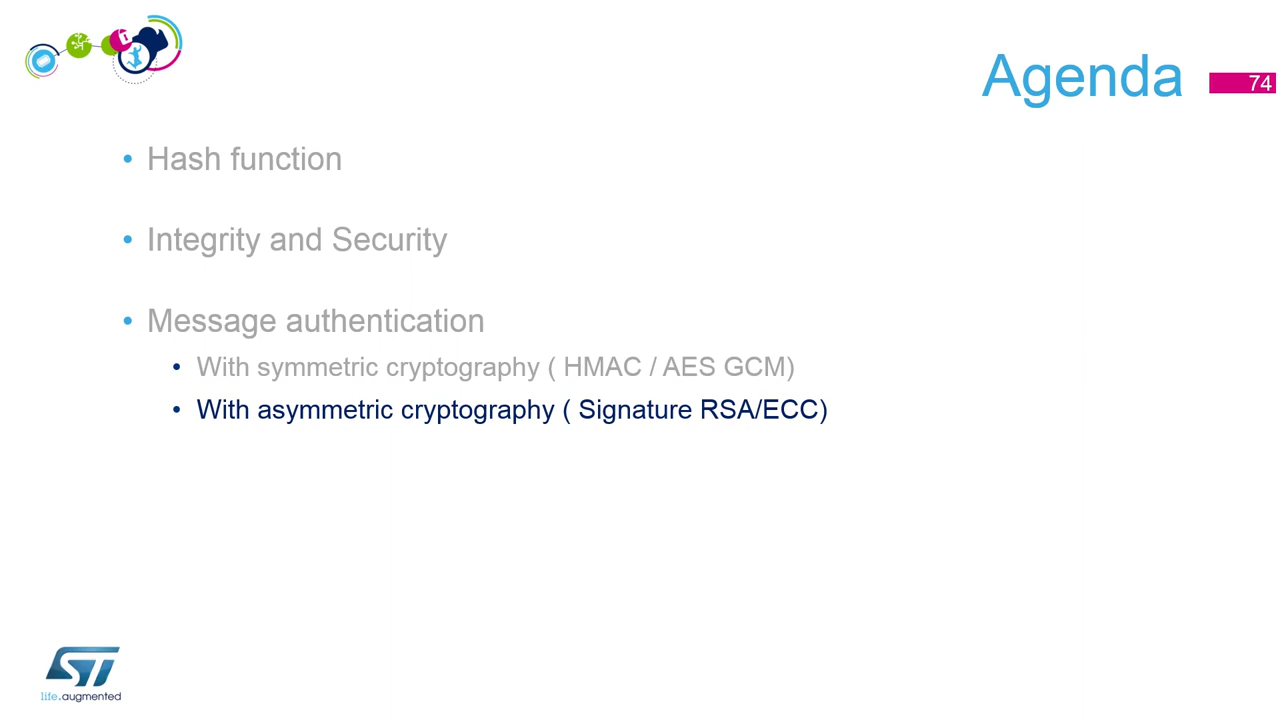 Agenda
74
• Hash function
• Integrity and Security
• Message authentication
• With symmetric cryptography ( HMAC / AES GCM)
• With asymmetric cryptography ( Signature RSA/ECC)
ST
life.augmented